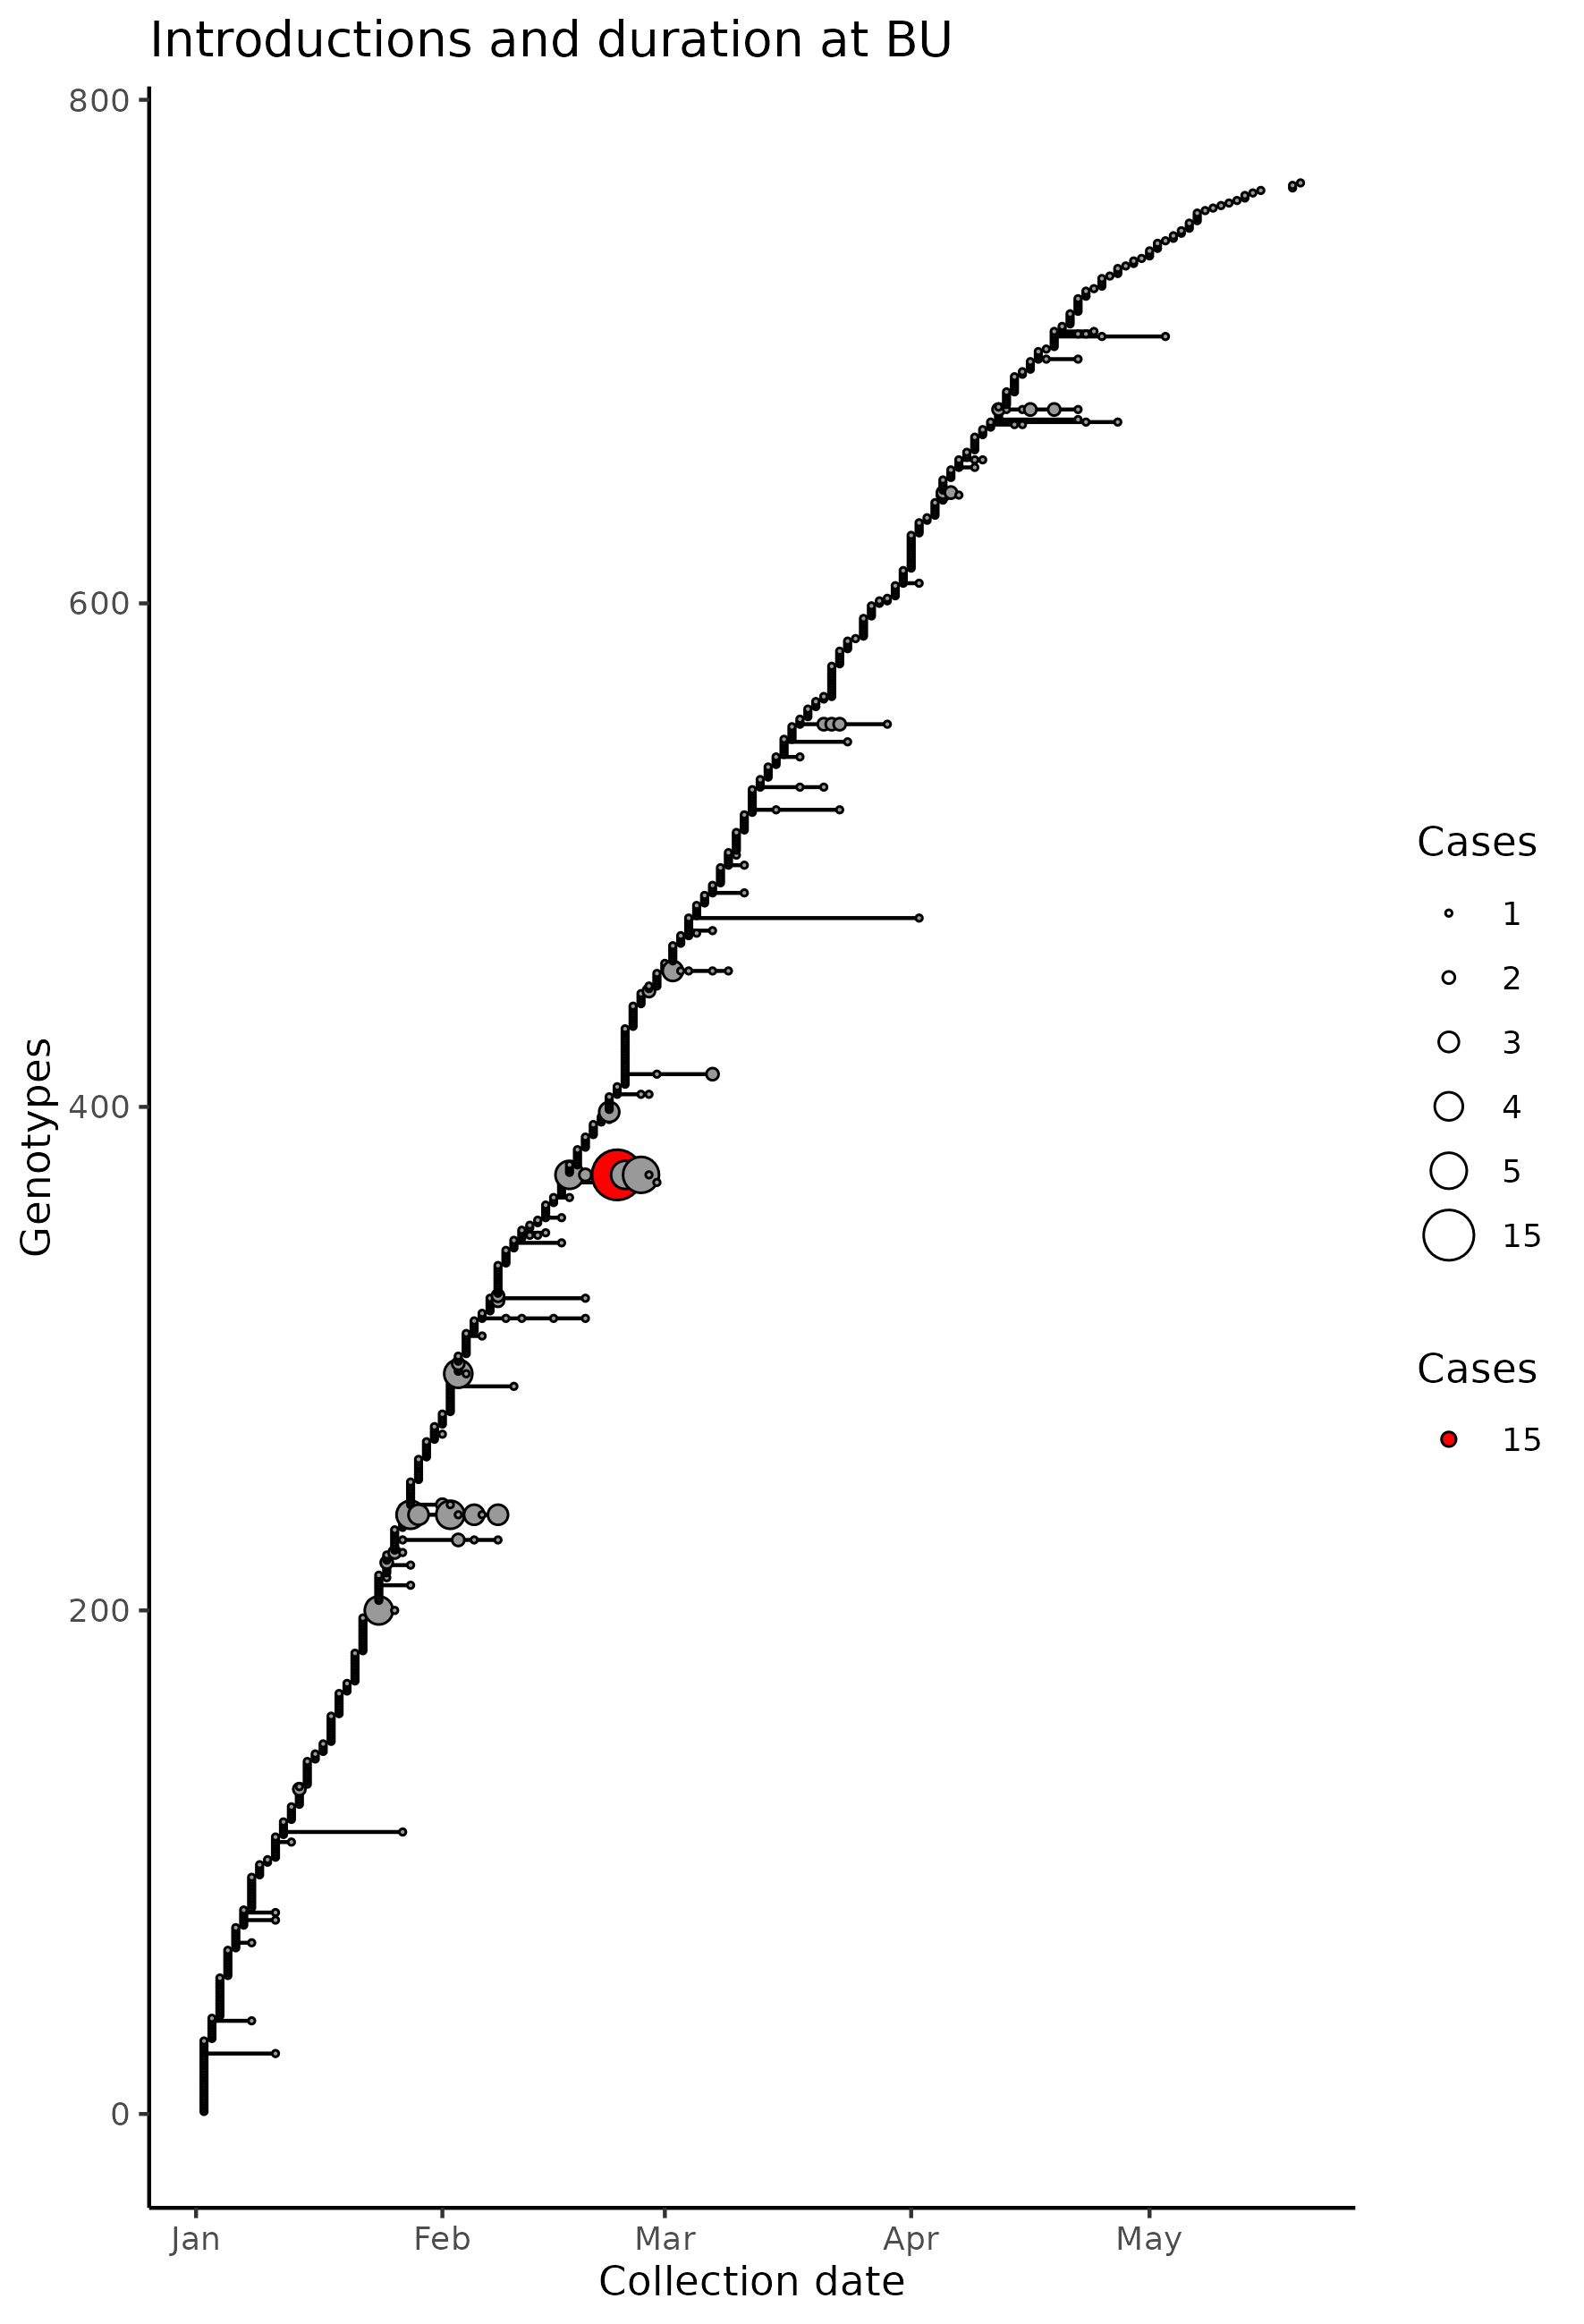 Introductions and duration at BU
800
600
400
200
0
Genotypes
Jan
Feb
Mar
Apr
May
Collection date
Cases
1
2
3
4
5
15
Cases
15